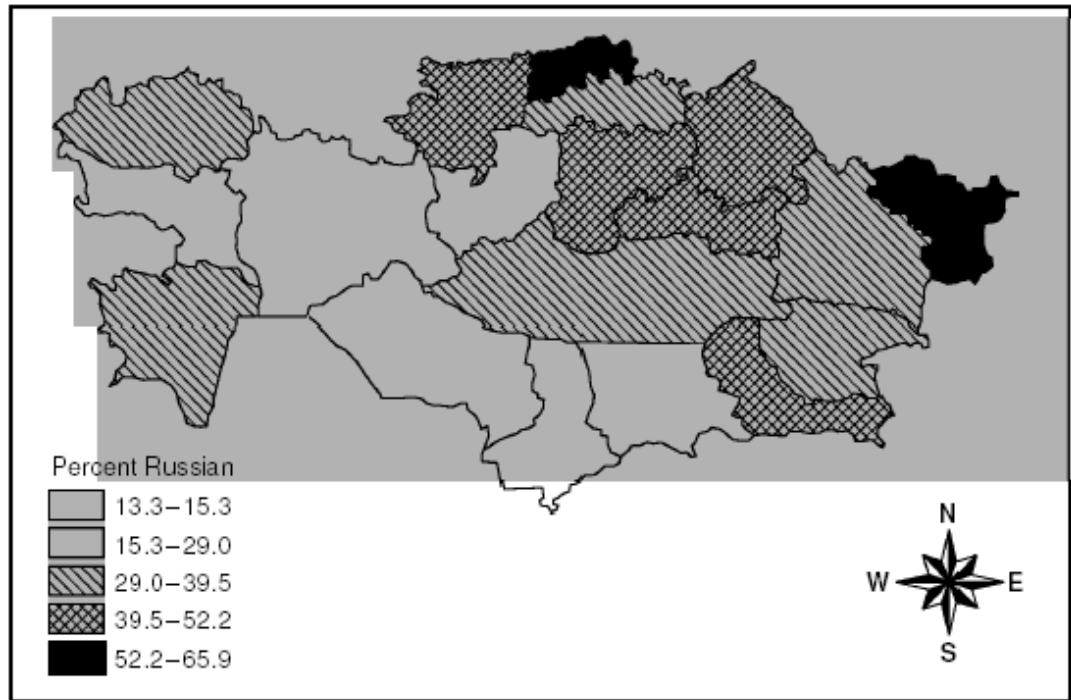 Percent Russian
13.3–15.3
15.3–29.0
29.0–39.5
39.5–52.2
52.2–65.9
N
W E
S